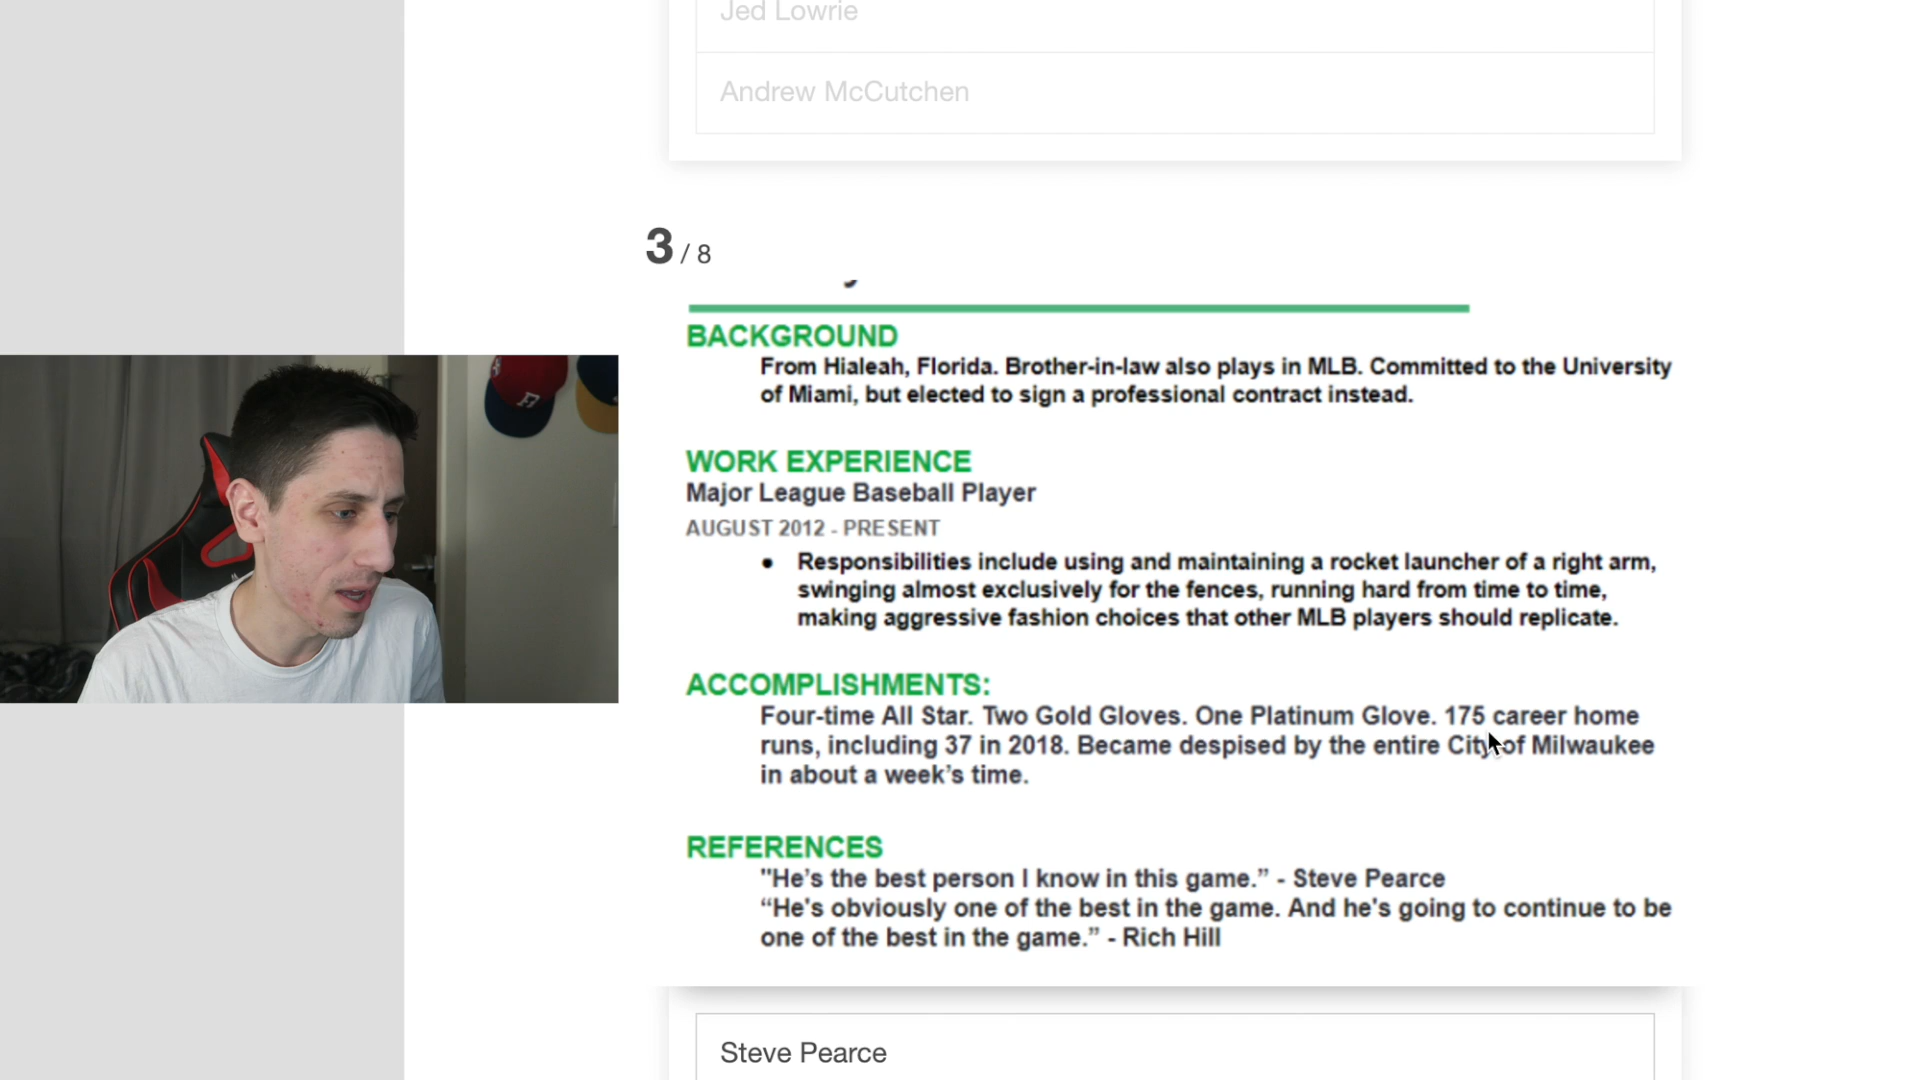 Jed Lowrie
Andrew McCutchen
3 / 8
BACKGROUND
From Hialeah, Florida. Brother-in-law also plays in MLB. Committed to the University
of Miami, but elected to sign a professional contract instead.
WORK EXPERIENCE
Major League Baseball Player
AUGUST 2012 - PRESENT
• Responsibilities include using and maintaining a rocket launcher of a right arm,
swinging almost exclusively for the fences, running hard from time to time,
making aggressive fashion choices that other MLB players should replicate.
ACCOMPLISHMENTS:
Four-time All Star. Two Gold Gloves. One Platinum Glove. 175 career home
runs, including 37 in 2018. Became despised by the entire City of Milwaukee
in about a week’s time.
REFERENCES
"He’s the best person I know in this game.” - Steve Pearce
“He's obviously one of the best in the game. And he's going to continue to be
one of the best in the game.” - Rich Hill
Steve Pearce